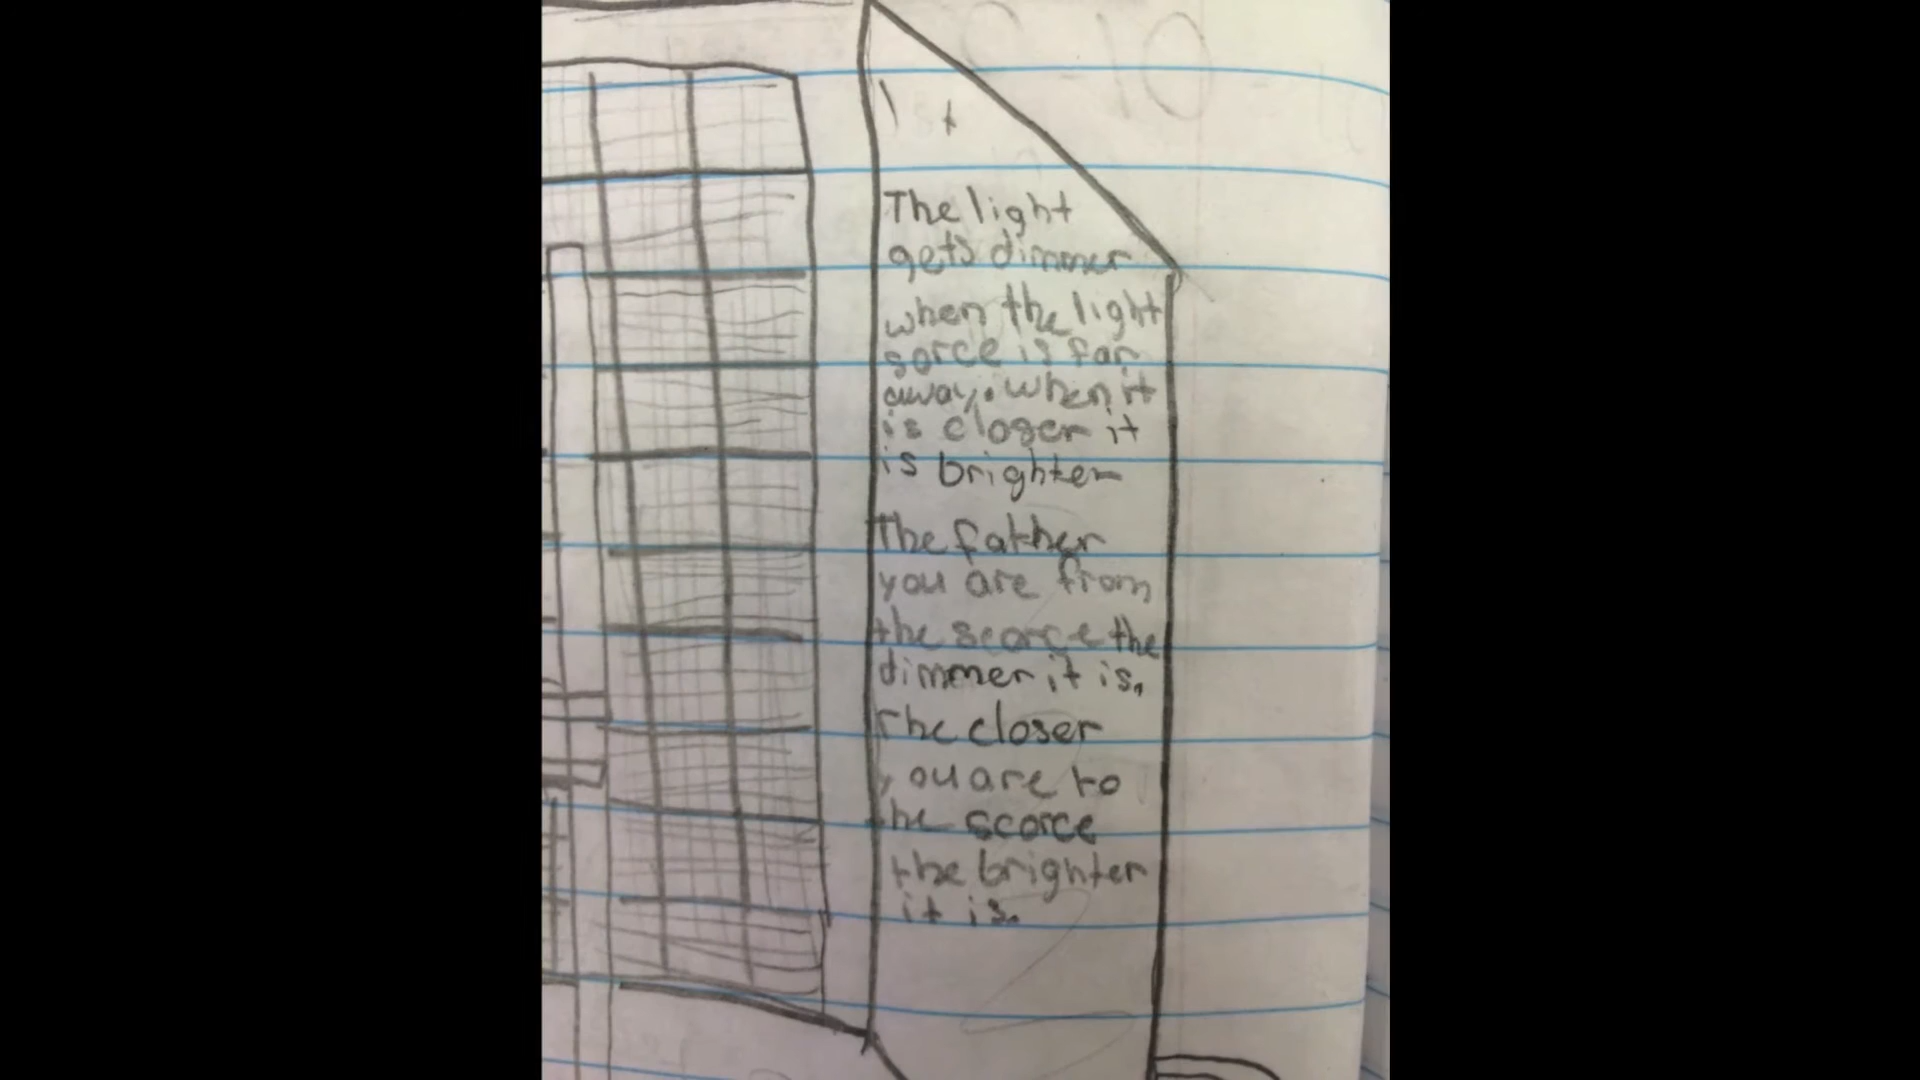 1st
The light
gets dimmer
when the light
sorce is far
away. when it
is closer it
is brighter
The father
you are from
the scorce the
dimmer it is.
The closer
you are to
the scorce
the brighter
it is.